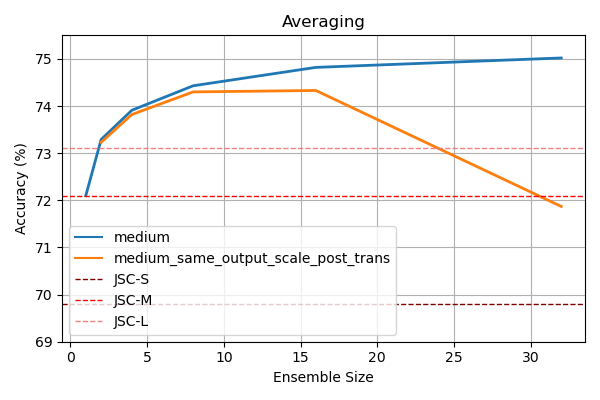 Averaging
Accuracy (%)
75
74
73
72
71
70
69
medium
medium_same_output_scale_post_trans
JSC-S
JSC-M
JSC-L
0 5 10 15 20 25 30
Ensemble Size